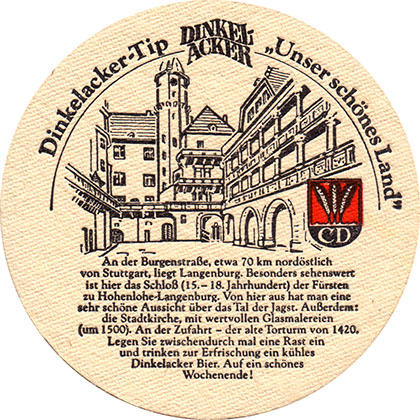 Dinkelacker-Tip
DINKEL-
ACKER
„Unser schönes Land"
CD
An der Burgenstraße, etwa 70 km nordöstlich
von Stuttgart, liegt Langenburg. Besonders sehenswert
ist hier das Schloß (15. – 18. Jahrhundert) der Fürsten
zu Hohenlohe-Langenburg. Von hier aus hat man eine
sehr schöne Aussicht über das Tal der Jagst. Außerdem:
die Stadtkirche, mit wertvollen Glasmalereien
(um 1500). An der Zufahrt – der alte Torturm von 1420.
Legen Sie zwischendurch mal eine Rast ein
und trinken zur Erfrischung ein kühles
Dinkelacker Bier. Auf ein schönes
Wochenende!